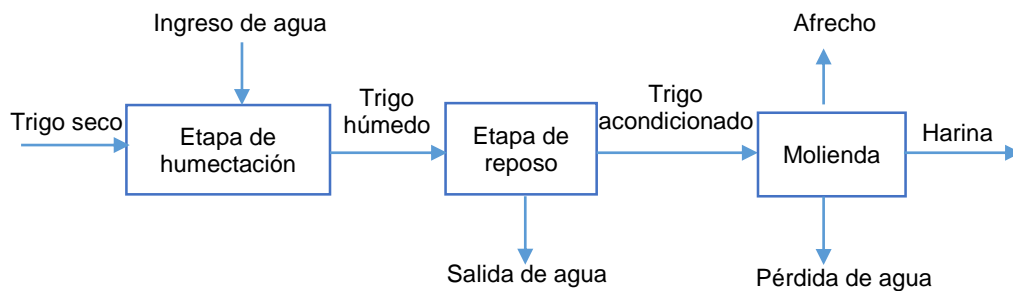 Ingreso de agua
Afrecho
Trigo seco
Etapa de
humectación
Trigo
húmedo
Etapa de
reposo
Trigo
acondicionado
Molienda
Harina
Salida de agua
Pérdida de agua